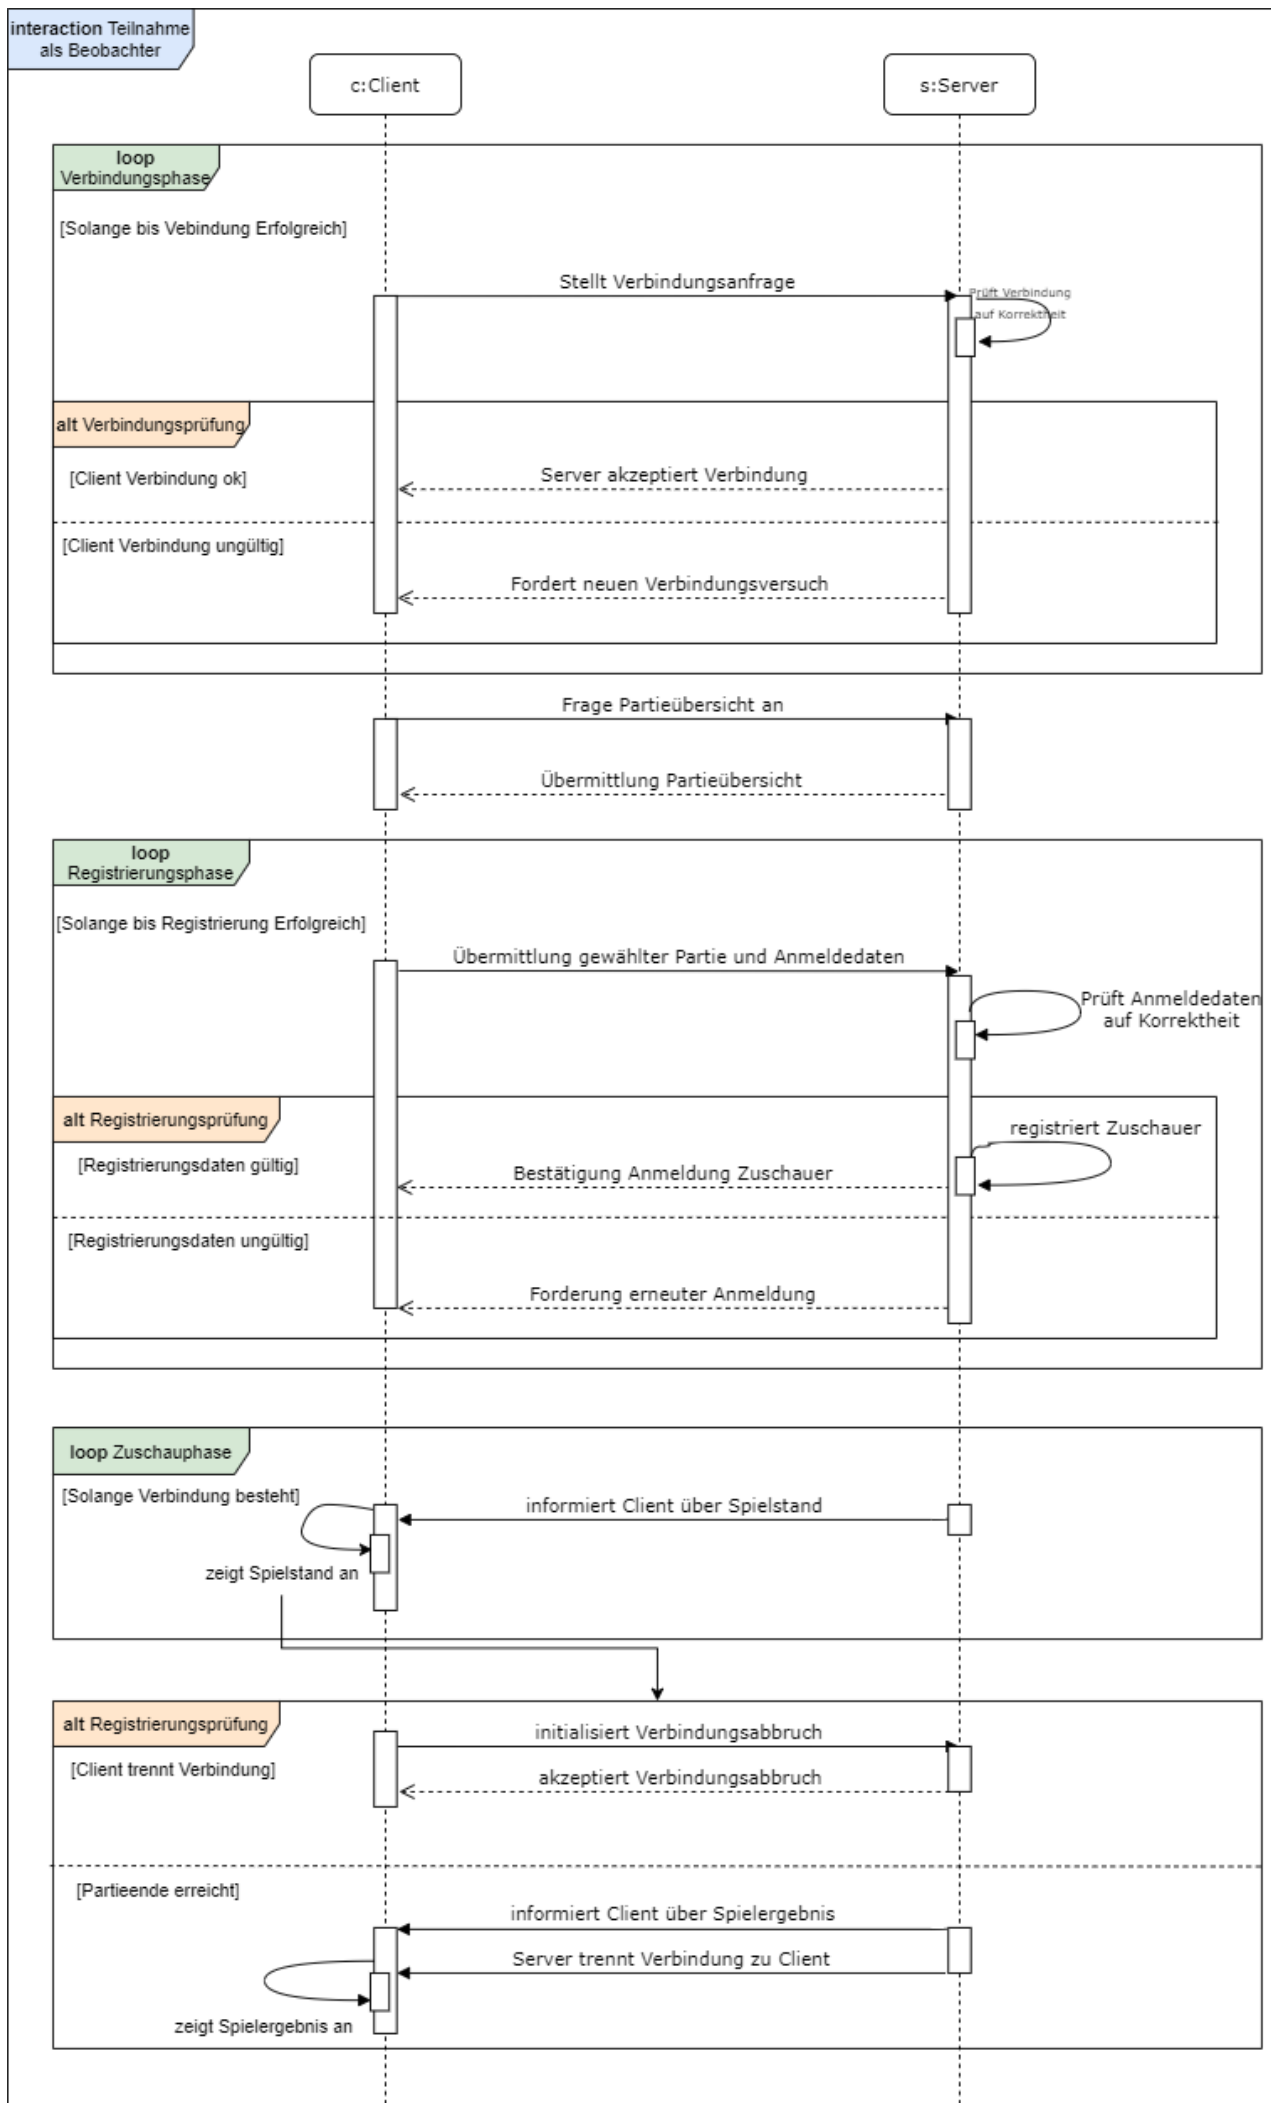 interaction Teilnahme
als Beobachter
c:Client
s:Server
loop
Verbindungsphase
[Solange bis Vebindung Erfolgreich]
Stellt Verbindungsanfrage
Prüft Verbindung
auf Korrektheit
alt Verbindungsprüfung
[Client Verbindung ok]
Server akzeptiert Verbindung
[Client Verbindung ungültig]
Fordert neuen Verbindungsversuch
Frage Partieübersicht an
Übermittlung Partieübersicht
loop
Registrierungsphase
[Solange bis Registrierung Erfolgreich]
Übermittlung gewählter Partie und Anmeldedaten
Prüft Anmeldedaten
auf Korrektheit
alt Registrierungsprüfung
registriert Zuschauer
[Registrierungsdaten gültig]
Bestätigung Anmeldung Zuschauer
[Registrierungsdaten ungültig]
Forderung erneuter Anmeldung
loop Zuschauphase
[Solange Verbindung besteht]
informiert Client über Spielstand
zeigt Spielstand an
alt Registrierungsprüfung
initialisiert Verbindungsabbruch
[Client trennt Verbindung]
akzeptiert Verbindungsabbruch
[Partieende erreicht]
informiert Client über Spielergebnis
Server trennt Verbindung zu Client
zeigt Spielergebnis an